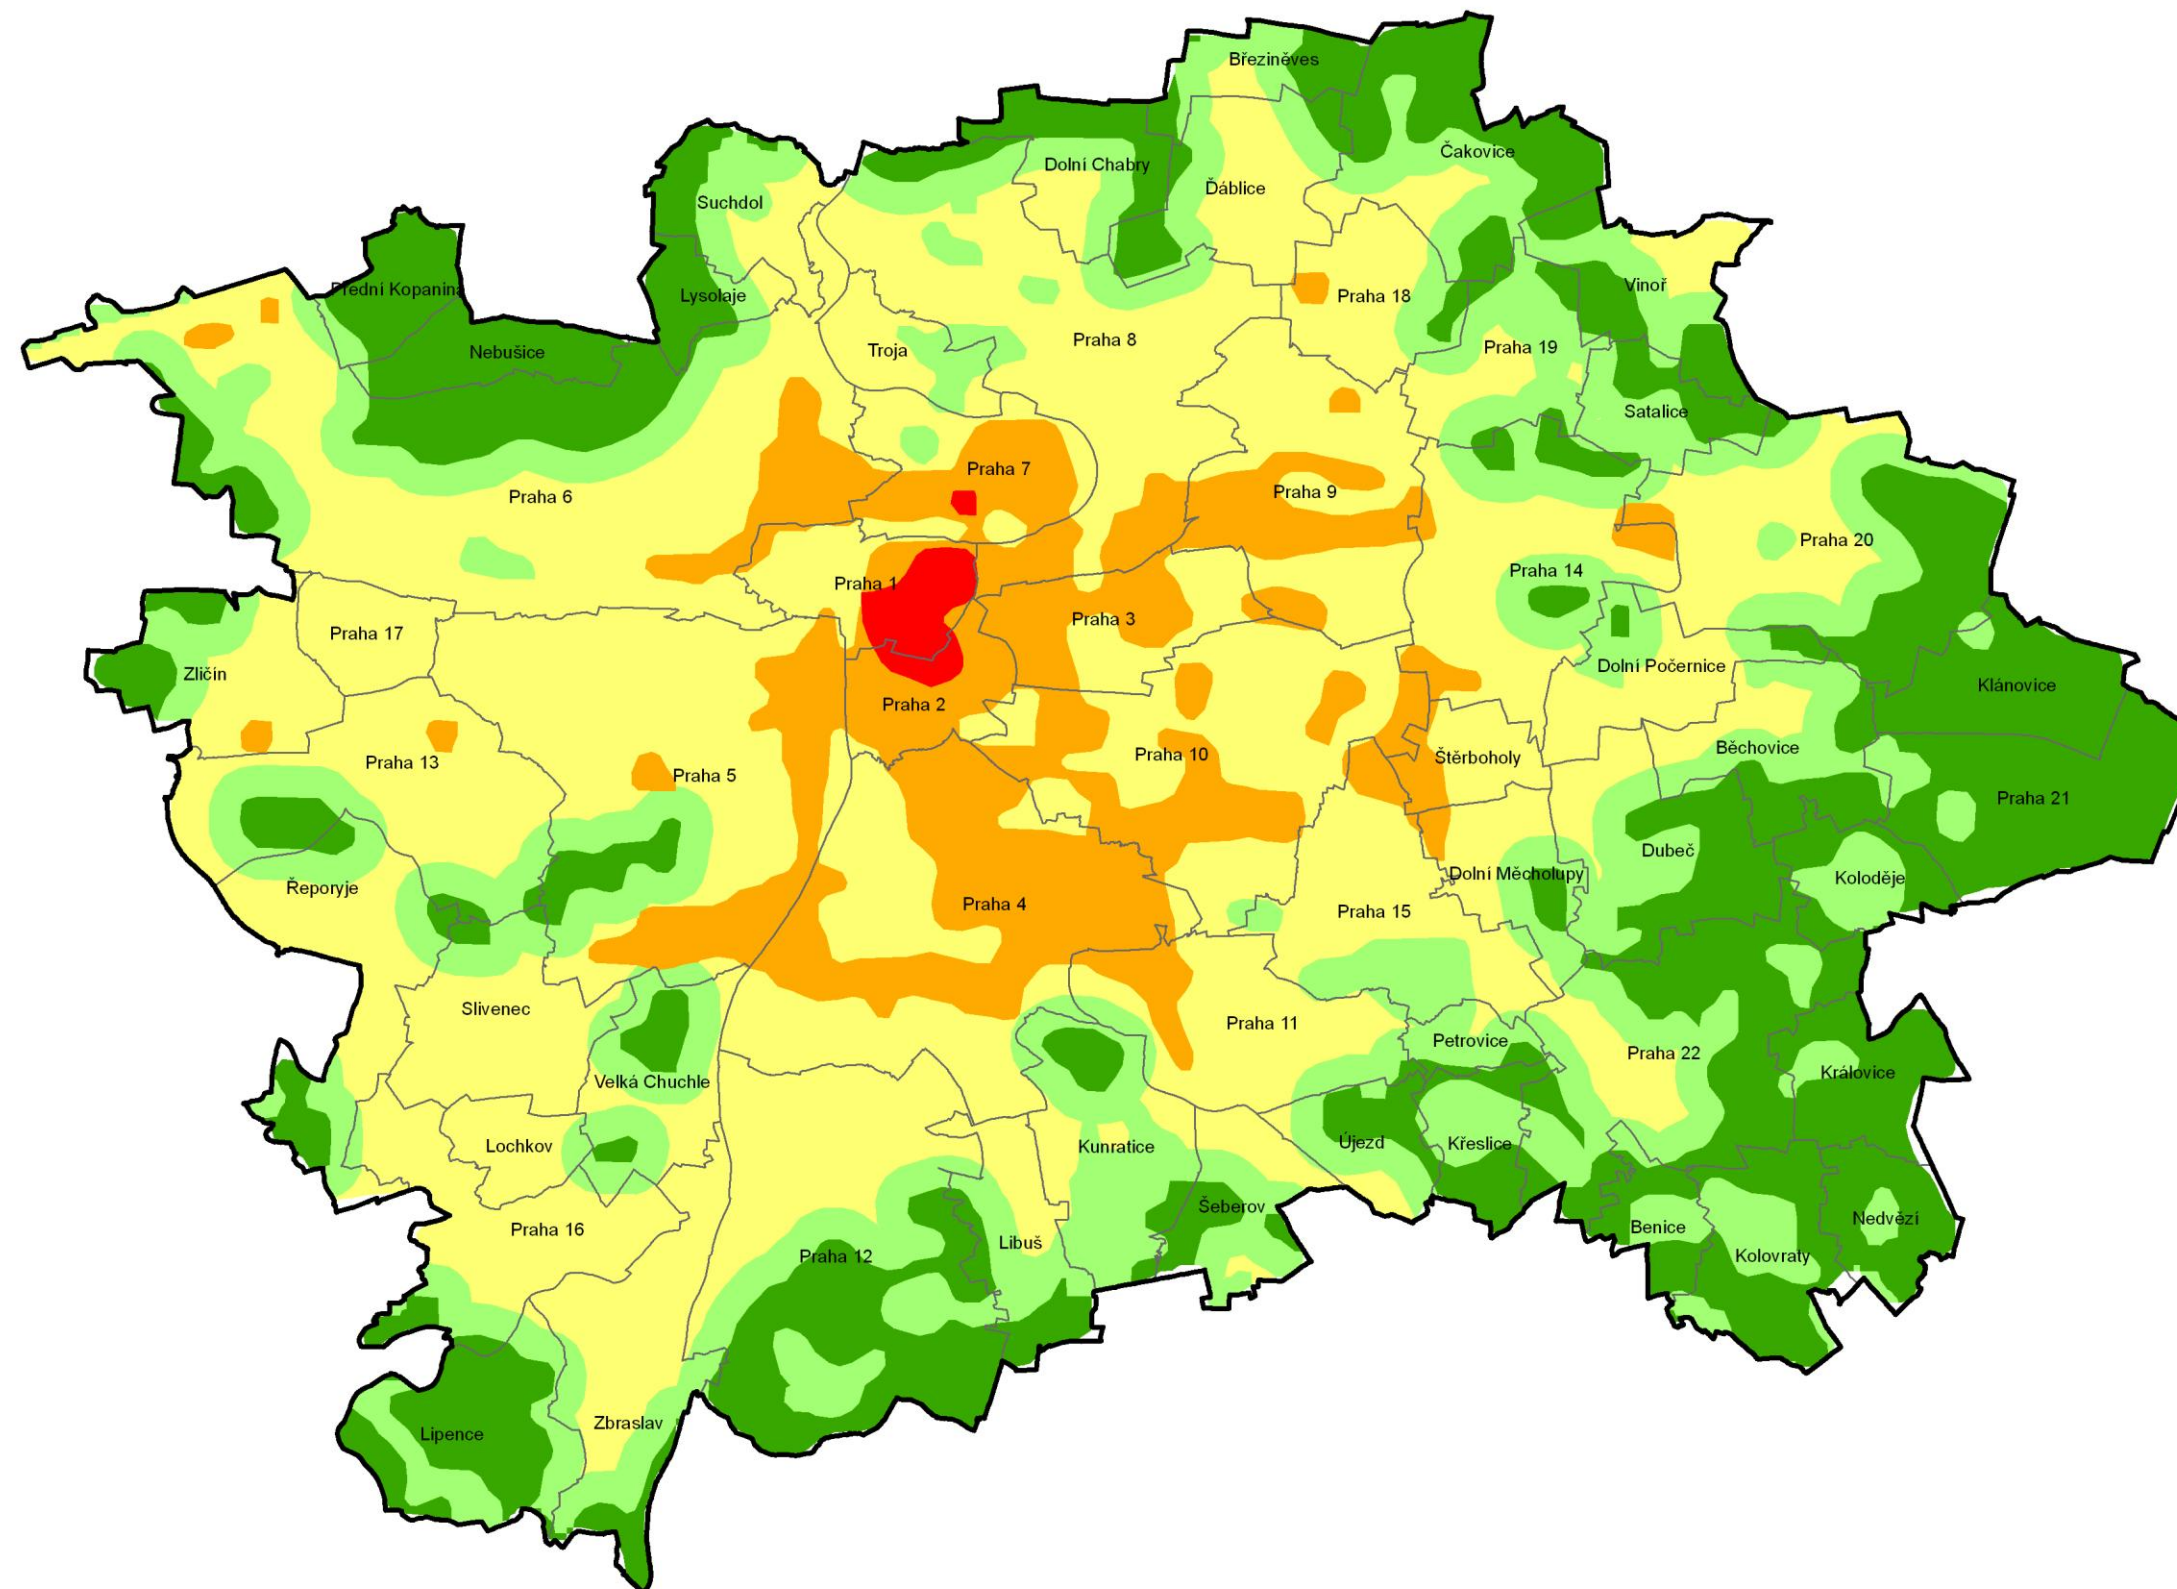 Březiněves
Čakovice
Dolní Chabry
Ďáblice
Suchdol
Přední Kopanina
Lysolaje
Vinoř
Praha 18
Nebušice
Troja
Praha 8
Praha 19
Satalice
Praha 7
Praha 6
Praha 9
Praha 20
Praha 14
Praha 1
Praha 3
Praha 17
Zličín
Dolní Počernice
Klánovice
Praha 2
Běchovice
Praha 10
Štěrboholy
Praha 13
Praha 5
Praha 21
Dubeč
Koloděje
Dolní Měcholupy
Řeporyje
Praha 4
Praha 15
Slivenec
Praha 11
Petrovice
Praha 22
Královice
Velká Chuchle
Lochkov
Kunratice
Újezd
Křeslice
Šeberov
Nedvězí
Praha 16
Benice
Libuš
Praha 12
Kolovraty
Zbraslav
Lipence